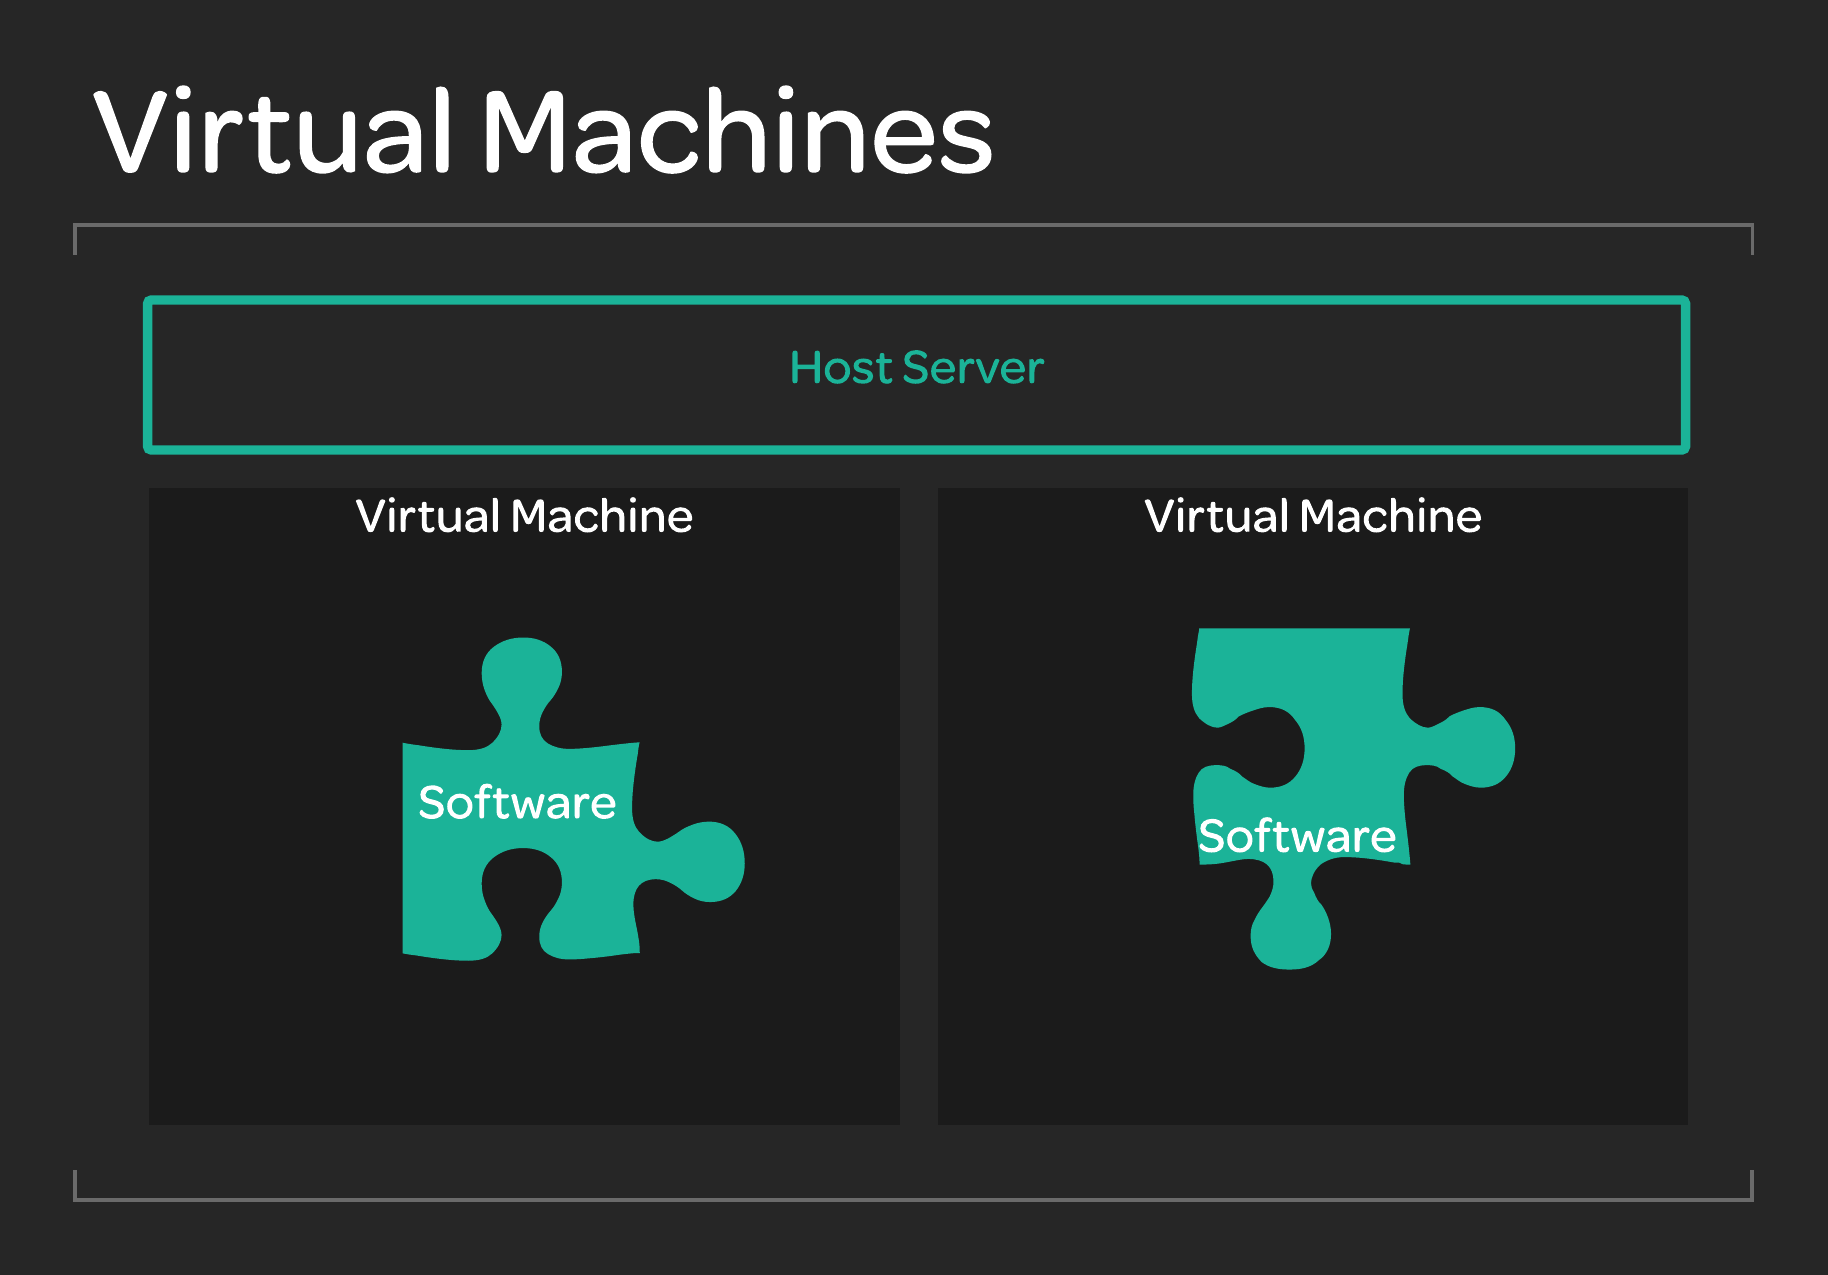 Virtual Machines
Host Server
Virtual Machine
Virtual Machine
Software
Software